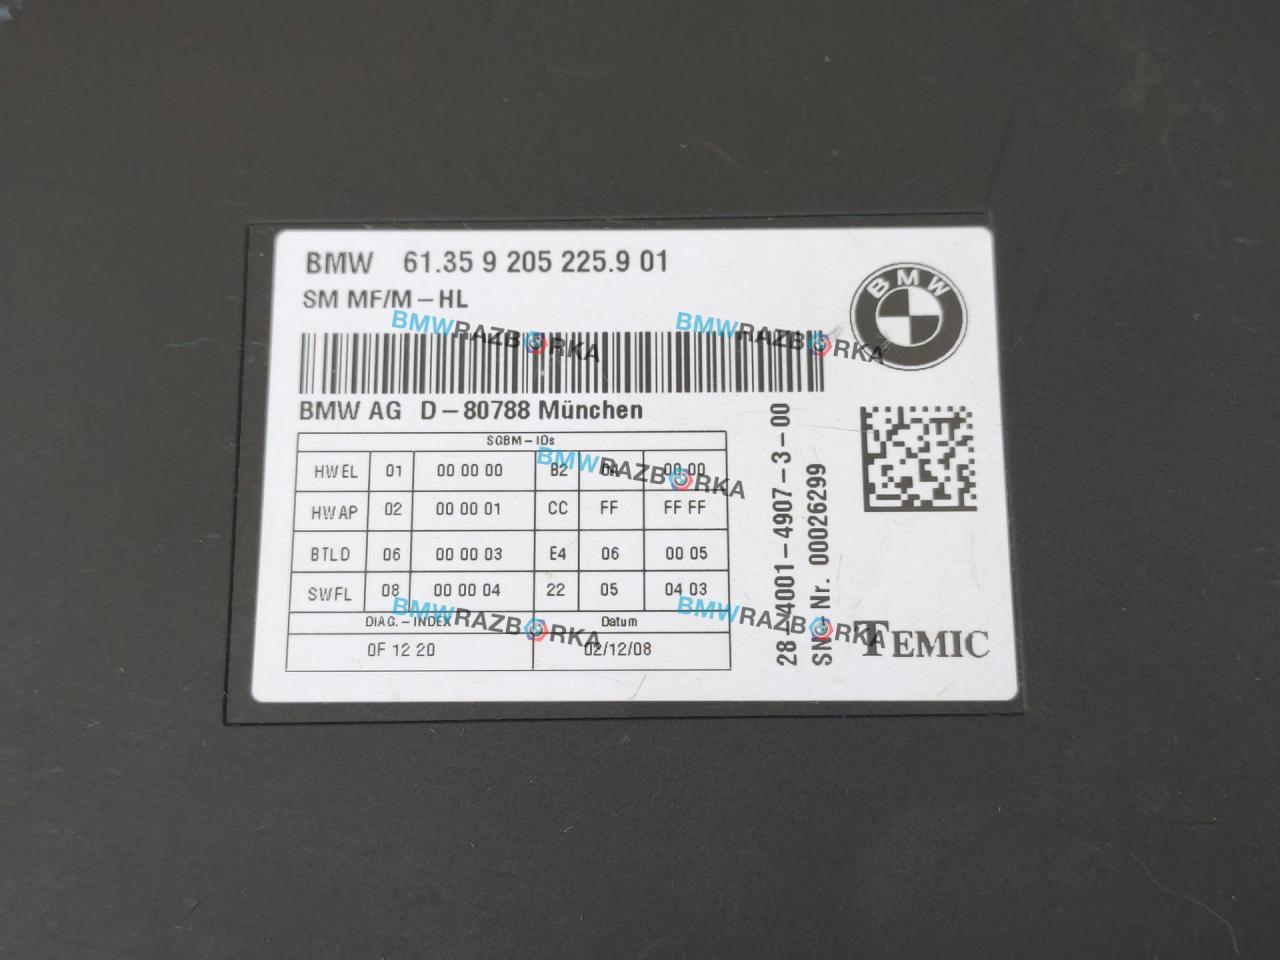 BMW 61.35 9 205 225.9 01
SM MF/M-HL
BMW
BMWRAZBORKA BMWRAZBORKA
BMW AG D-80788 München
SGBM-IDs
HWEL 01 00 00 00 B2 04 00 00
BMWRAZBORKA
HWAP 02 00 00 01 CC FF FF FF
BTLD 06 00 00 03 E4 06 00 05
SWFL 08 00 00 04 22 05 04 03
BMWRAZBORKA BMWRAZBORKA
DIAG.-INDEX Datum
0F 12 20 02/12/08
28-4001-4907-3-00
SNC-Nr. 00026299
TEMIC